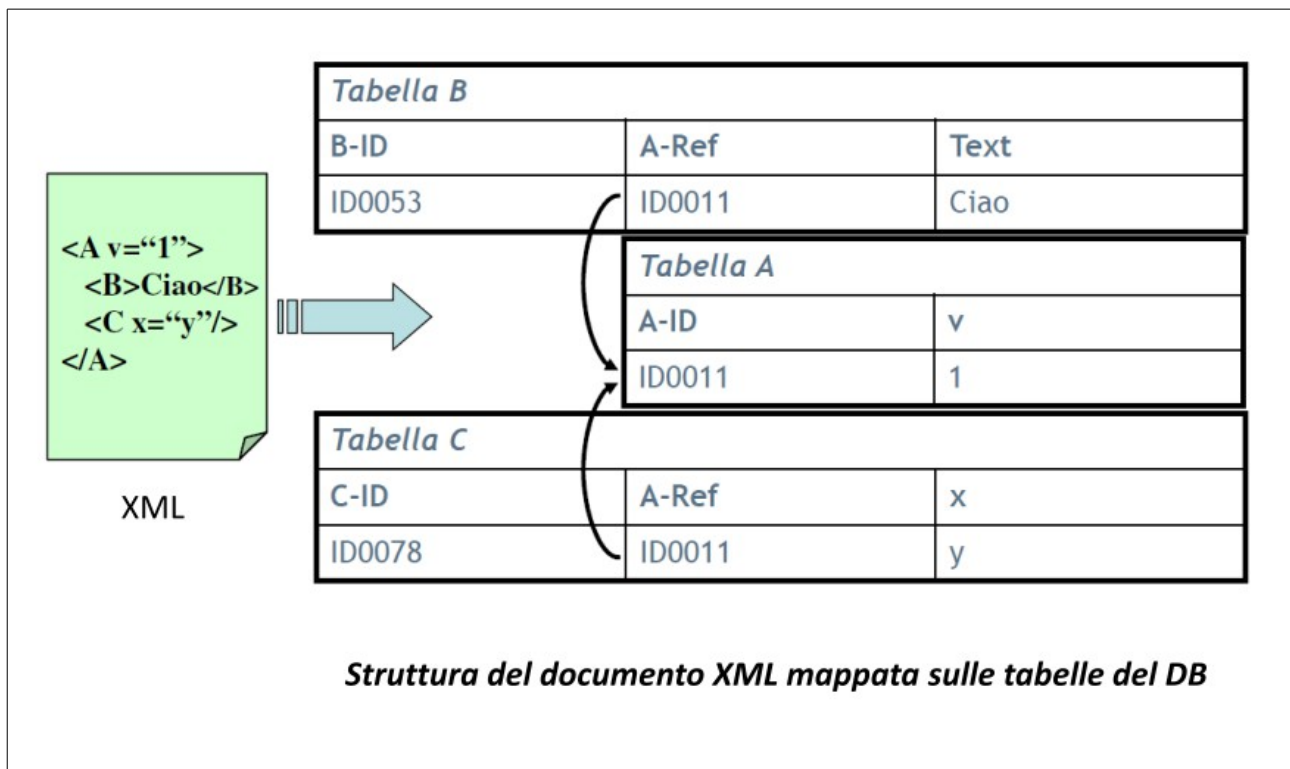 <A v=“1”>
<B>Ciao</B>
<C x=“y”/>
</A>
XML
Tabella B
B-ID A-Ref Text
ID0053 ID0011 Ciao
Tabella A
A-ID v
ID0011 1
Tabella C
C-ID A-Ref x
ID0078 ID0011 y
Struttura del documento XML mappata sulle tabelle del DB